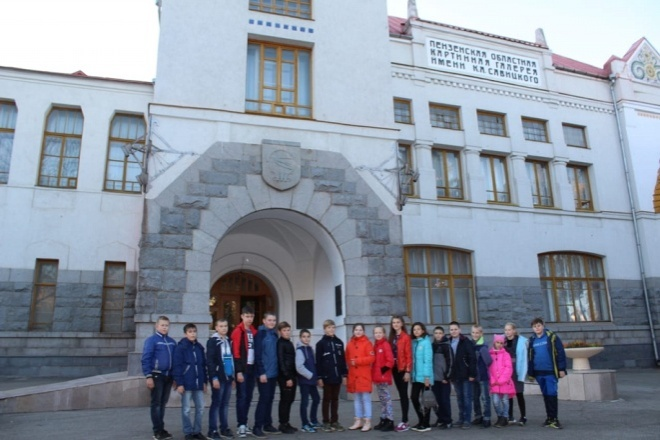 ПЕНЗЕНСКАЯ ОБЛАСТНАЯ
КАРТИННАЯ ГАЛЕРЕЯ
ИМЕНИ К.А.САВИЦКОГО